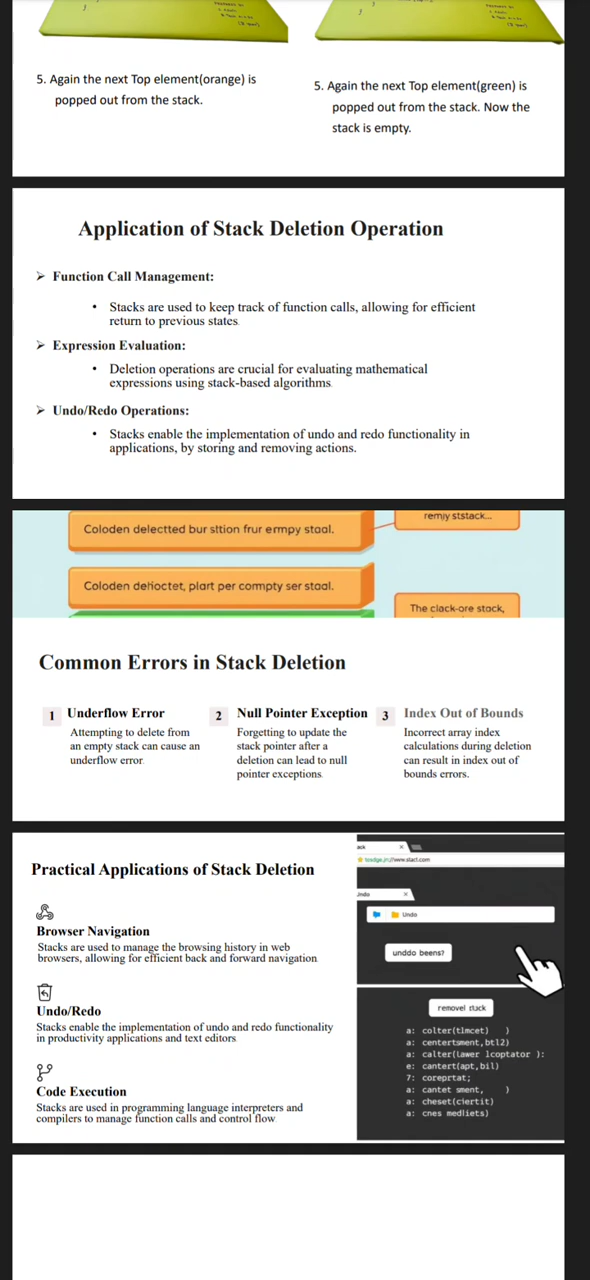 5. Again the next Top element(orange) is
popped out from the stack.
5. Again the next Top element(green) is
popped out from the stack. Now the
stack is empty.
Application of Stack Deletion Operation
➢ Function Call Management:
• Stacks are used to keep track of function calls, allowing for efficient
return to previous states.
➢ Expression Evaluation:
• Deletion operations are crucial for evaluating mathematical
expressions using stack-based algorithms.
➢ Undo/Redo Operations:
• Stacks enable the implementation of undo and redo functionality in
applications, by storing and removing actions.
remjy ststack...
Coloden delectted bur sttion frur ermpy staal.
Coloden detioctet, plart per compty ser staal.
The clack-ore stack,
Common Errors in Stack Deletion
1 Underflow Error
Attempting to delete from
an empty stack can cause an
underflow error.
2 Null Pointer Exception
Forgetting to update the
stack pointer after a
deletion can lead to null
pointer exceptions.
3 Index Out of Bounds
Incorrect array index
calculations during deletion
can result in index out of
bounds errors.
Practical Applications of Stack Deletion
Browser Navigation
Stacks are used to manage the browsing history in web
browsers, allowing for efficient back and forward navigation.
Undo/Redo
Stacks enable the implementation of undo and redo functionality
in productivity applications and text editors
Code Execution
Stacks are used in programming language interpreters and
compilers to manage function calls and control flow.
Undo
unddo beens?
removel stuck
a: colter(tlmcet) )
a: centertsment,btl2)
a: calter(lawer lcoptator ):
e: cantert(apt,bil)
7: coreprtat;
a: cantet sment, )
a: cheset(ciertit)
a: cnes medliets)